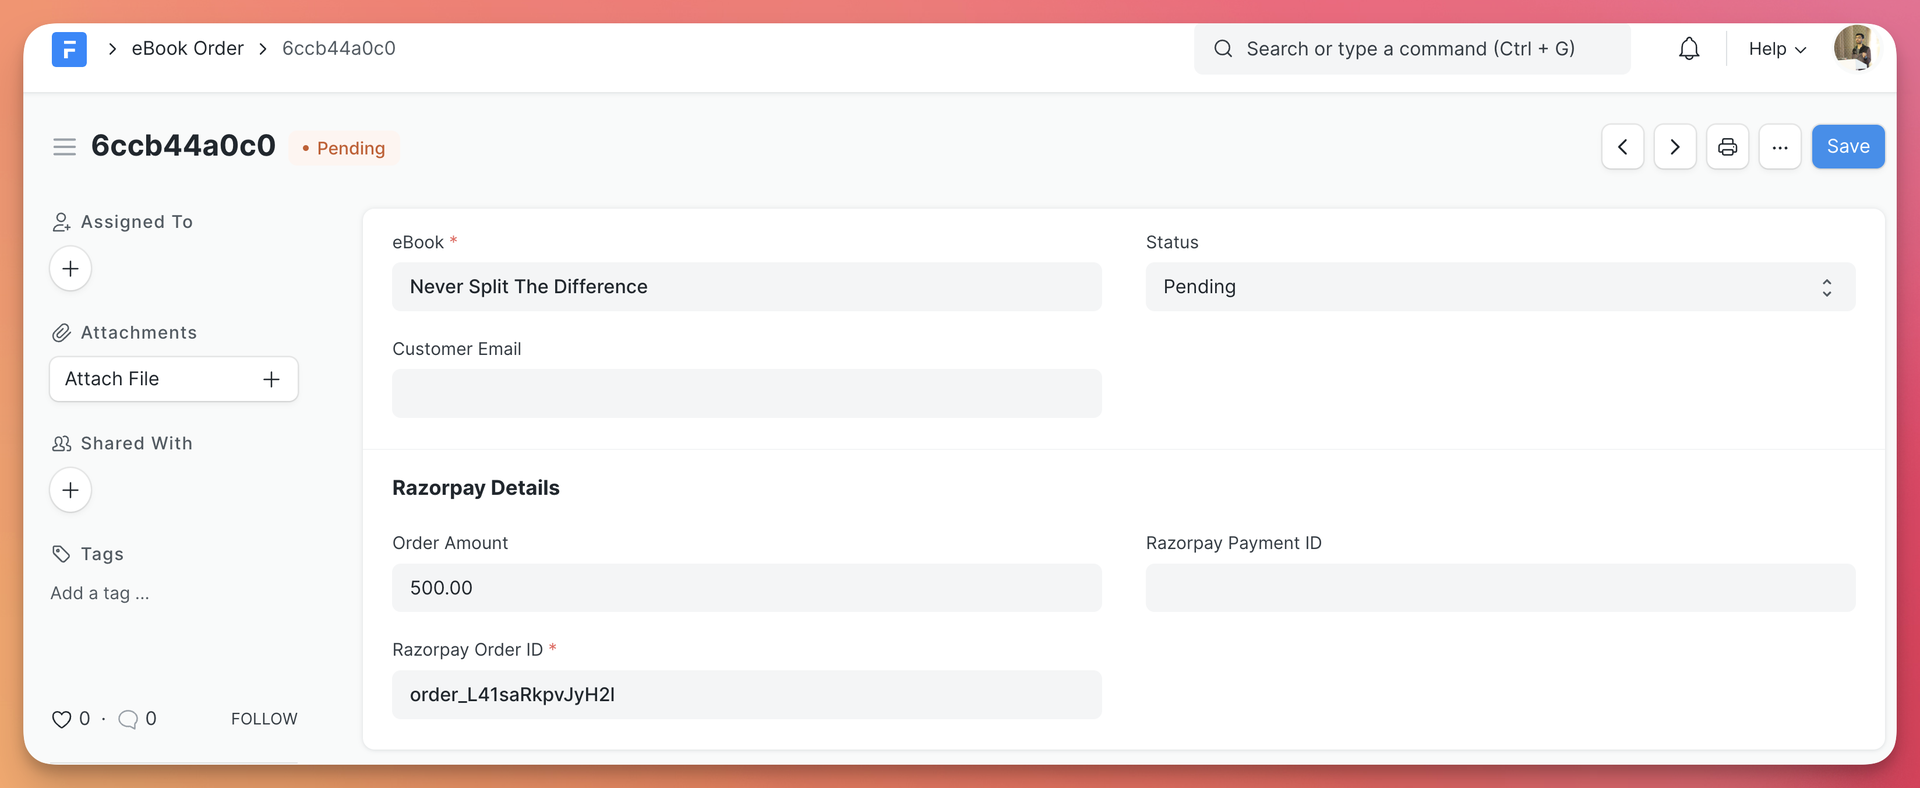 F
eBook Order
6ccb44a0c0
Search or type a command (Ctrl + G)
Help
6ccb44a0c0
• Pending
...
Save
Assigned To
Attachments
Attach File
Shared With
Tags
Add a tag ...
0 · 0
FOLLOW
eBook *
Never Split The Difference
Status
Pending
Customer Email
Razorpay Details
Order Amount
500.00
Razorpay Payment ID
Razorpay Order ID *
order_L41saRkpvJyH2I